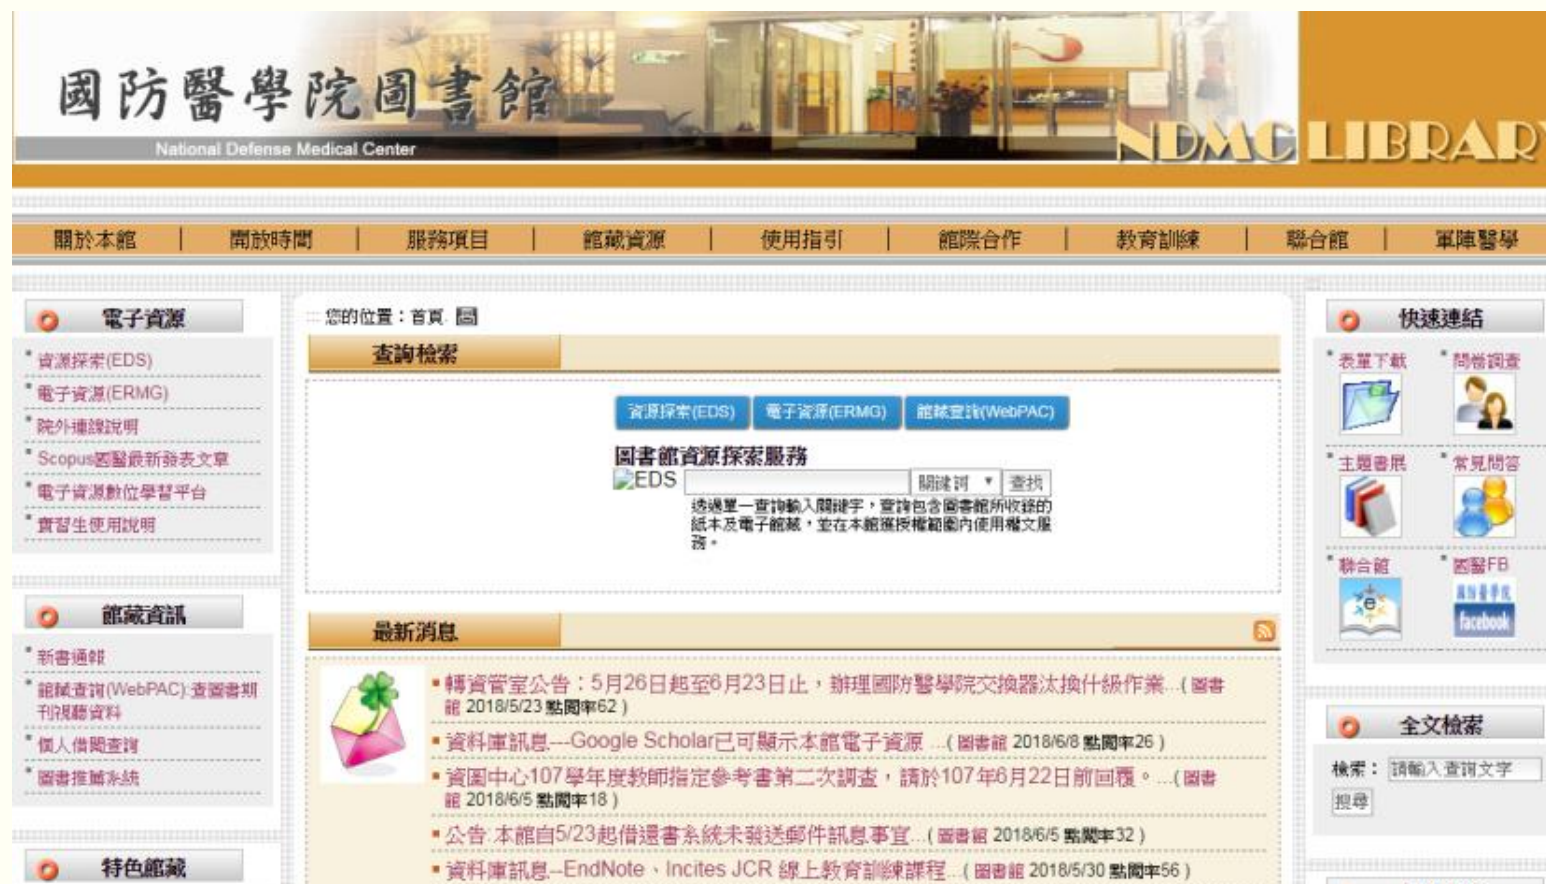 國防醫學院圖書館
National Defense Medical Center
NDMC LIBRARY
關於本館 | 開放時間 | 服務項目 | 館藏資源 | 使用指引 | 館際合作 | 教育訓練 | 聯合館 | 軍陣醫學
電子資源
資源探索(EDS)
電子資源(ERMG)
院外連線說明
Scopus國醫最新發表文章
電子資源數位學習平台
實習生使用說明
館藏資訊
新書通報
館藏查詢(WebPAC):查圖書期
刊視聽資料
個人借閱查詢
圖書推薦系統
特色館藏
您的位置：首頁
查詢檢索
資源探索(EDS)
電子資源(ERMG)
館藏查詢(WebPAC)
圖書館資源探索服務
EDS 關鍵詞 查找
透過單一查詢輸入關鍵字，查詢包含圖書館所收錄的
紙本及電子館藏，並在本館獲授權範圍內使用權文服
務。
最新消息
轉資管室公告：5月26日起至6月23日止，辦理國防醫學院交換器汰換什級作業...( 圖書
館 2018/5/23 點閱率62 )
資料庫訊息---Google Scholar已可顯示本館電子資源 ...( 圖書館 2018/6/8 點閱率26 )
資圖中心107學年度教師指定參考書第二次調查，請於107年6月22日前回覆。...( 圖書
館 2018/6/5 點閱率18 )
公告:本館自5/23起借還書系統未發送郵件訊息事宜...( 圖書館 2018/6/5 點閱率32 )
資料庫訊息--EndNote、Incites JCR 線上教育訓練課程...( 圖書館 2018/5/30 點閱率56 )
快速連結
表單下載
問卷調查
主題書展
常見問答
聯合館
國醫FB
國防醫學院
facebook
全文檢索
檢索： 請輸入查詢文字
搜尋